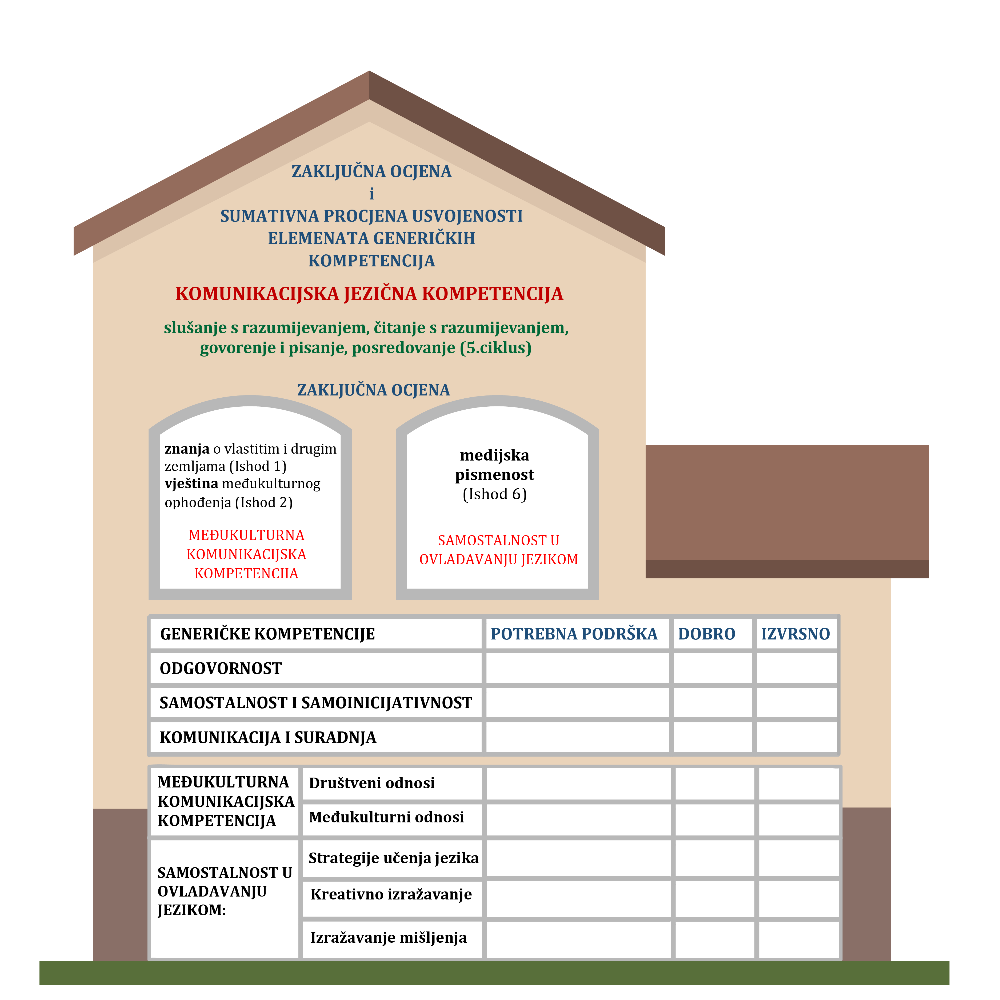 ZAKLJUČNA OCJENA
i
SUMATIVNA PROCJENA USVOJENOSTI
ELEMENATA GENERIČKIH
KOMPETENCIJA
KOMUNIKACIJSKA JEZIČNA KOMPETENCIJA
slušanje s razumijevanjem, čitanje s razumijevanjem,
govorenje i pisanje, posredovanje (5.ciklus)
ZAKLJUČNA OCJENA
znanja o vlastitim i drugim
zemljama (Ishod 1)
vještina međukulturnog
ophođenja (Ishod 2)
MEĐUKULTURNA
KOMUNIKACIJSKA
KOMPETENCIJA
medijska
pismenost
(Ishod 6)
SAMOSTALNOST U
OVLADAVANJU JEZIKOM
GENERIČKE KOMPETENCIJE POTREBNA PODRŠKA DOBRO IZVRSNO
ODGOVORNOST
SAMOSTALNOST I SAMOINICIJATIVNOST
KOMUNIKACIJA I SURADNJA
MEĐUKULTURNA
KOMUNIKACIJSKA
KOMPETENCIJA
Društveni odnosi
Međukulturni odnosi
SAMOSTALNOST U
OVLADAVANJU
JEZIKOM:
Strategije učenja jezika
Kreativno izražavanje
Izražavanje mišljenja